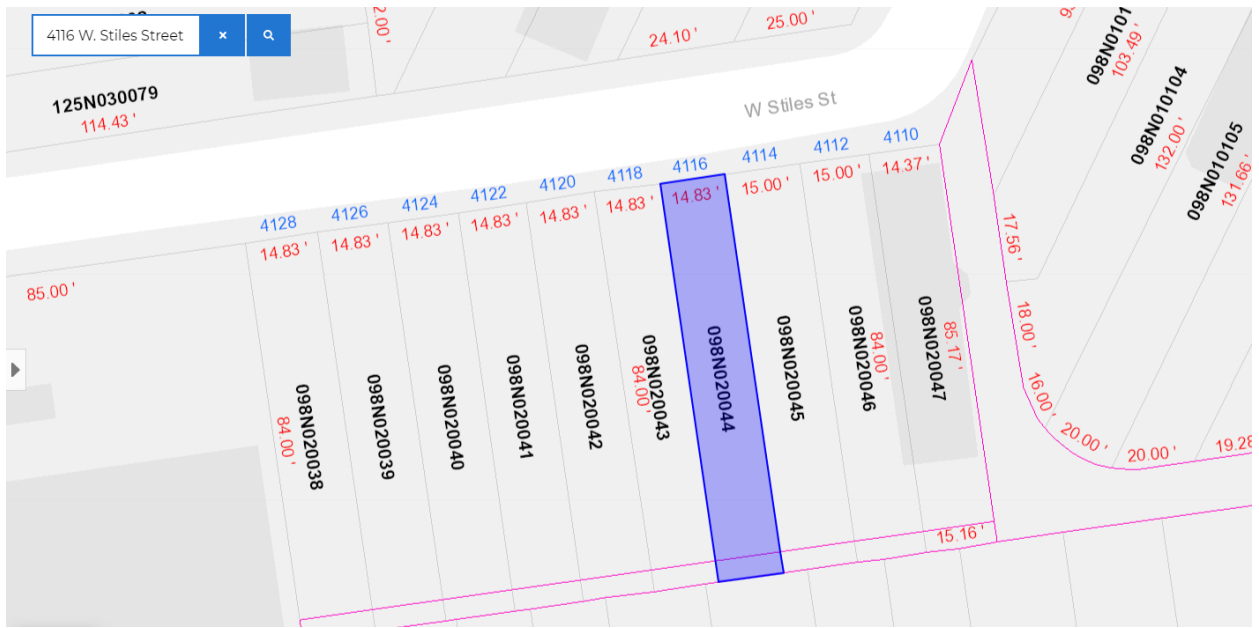 4116 W. Stiles Street
24.10 '
25.00 '
125N030079
114.43 '
098N0101
103.49 '
098N010104
132.00 '
098N010105
131.66 '
W Stiles St
4128
4126
4124
4122
4120
4118
4116
4114
4112
4110
14.83 '
14.83 '
14.83 '
14.83 '
14.83 '
14.83 '
14.83 '
15.00 '
15.00 '
14.37 '
85.00 '
098N020038
84.00 '
098N020039
098N020040
098N020041
098N020042
098N020043
84.00 '
098N020044
098N020045
098N020046
84.00 '
098N020047
85.17 '
17.56 '
18.00 '
16.00 '
20.00 '
20.00 '
19.28
15.16 '